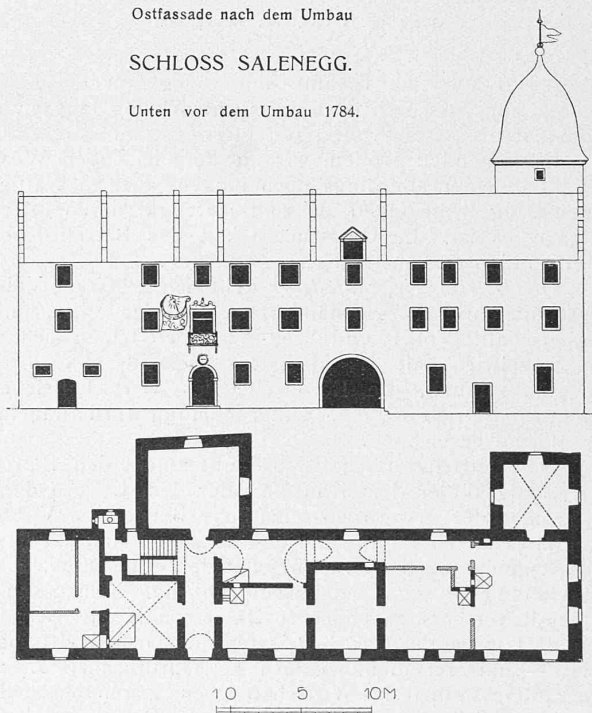 Ostfassade nach dem Umbau
SCHLOSS SALENEGG.
Unten vor dem Umbau 1784.
1 0 5 10M